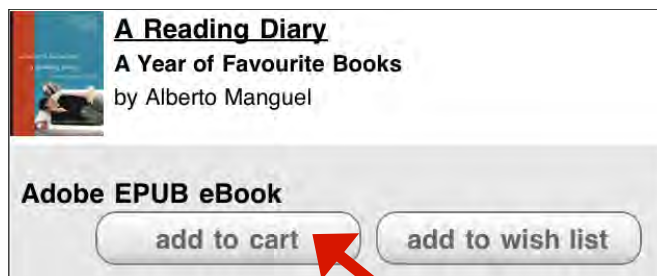 A Reading Diary
A Year of Favourite Books
by Alberto Manguel
Adobe EPUB eBook
add to cart
add to wish list